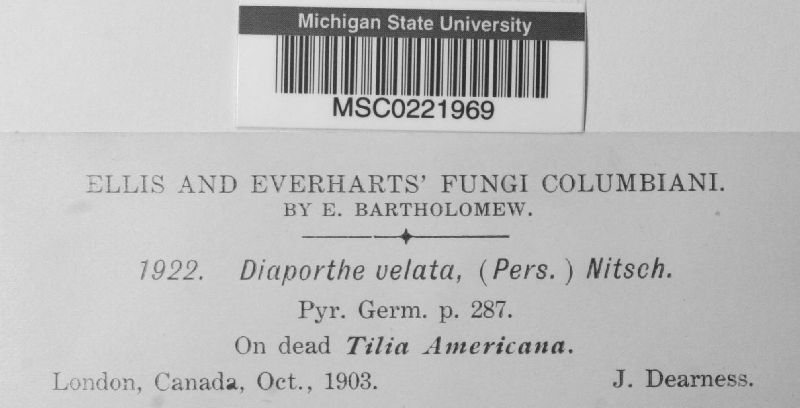 Michigan State University
MSC0221969
ELLIS AND EVERHARTS' FUNGI COLUMBIANI.
BY E. BARTHOLOMEW.
1922. Diaporthe velata, (Pers.) Nitsch.
Pyr. Germ. p. 287.
On dead Tilia Americana.
London, Canada, Oct., 1903. J. Dearness.